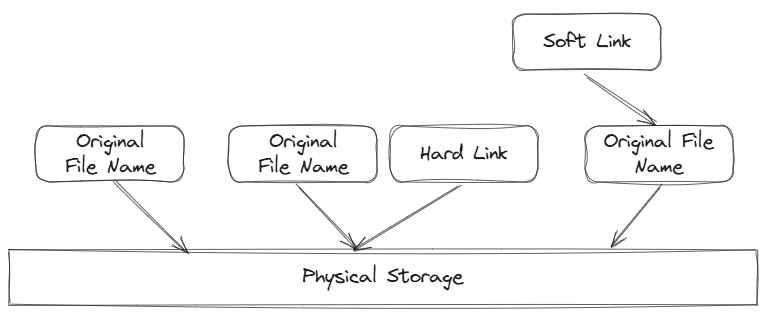 Soft Link
Original
File Name
Original
File Name
Hard Link
Original File
Name
Physical Storage